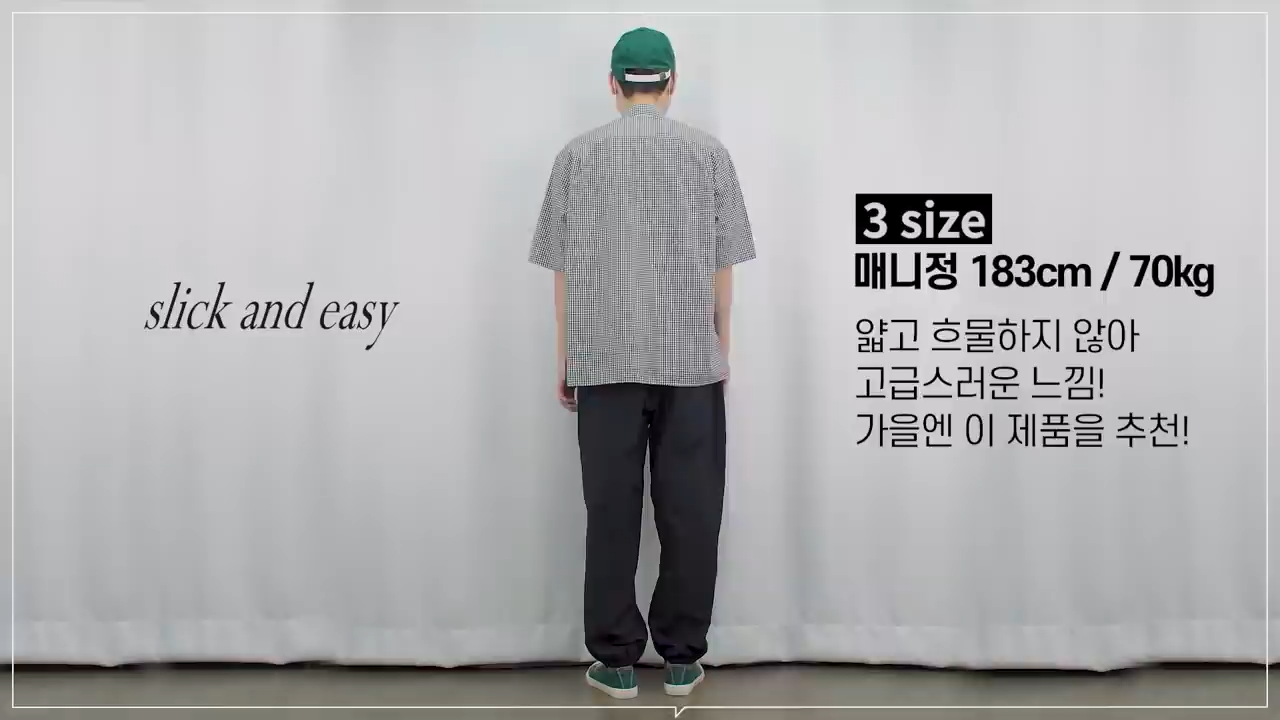 slick and easy
3 size
매니정 183cm / 70kg
얇고 흐물하지 않아
고급스러운 느낌!
가을엔 이 제품을 추천!